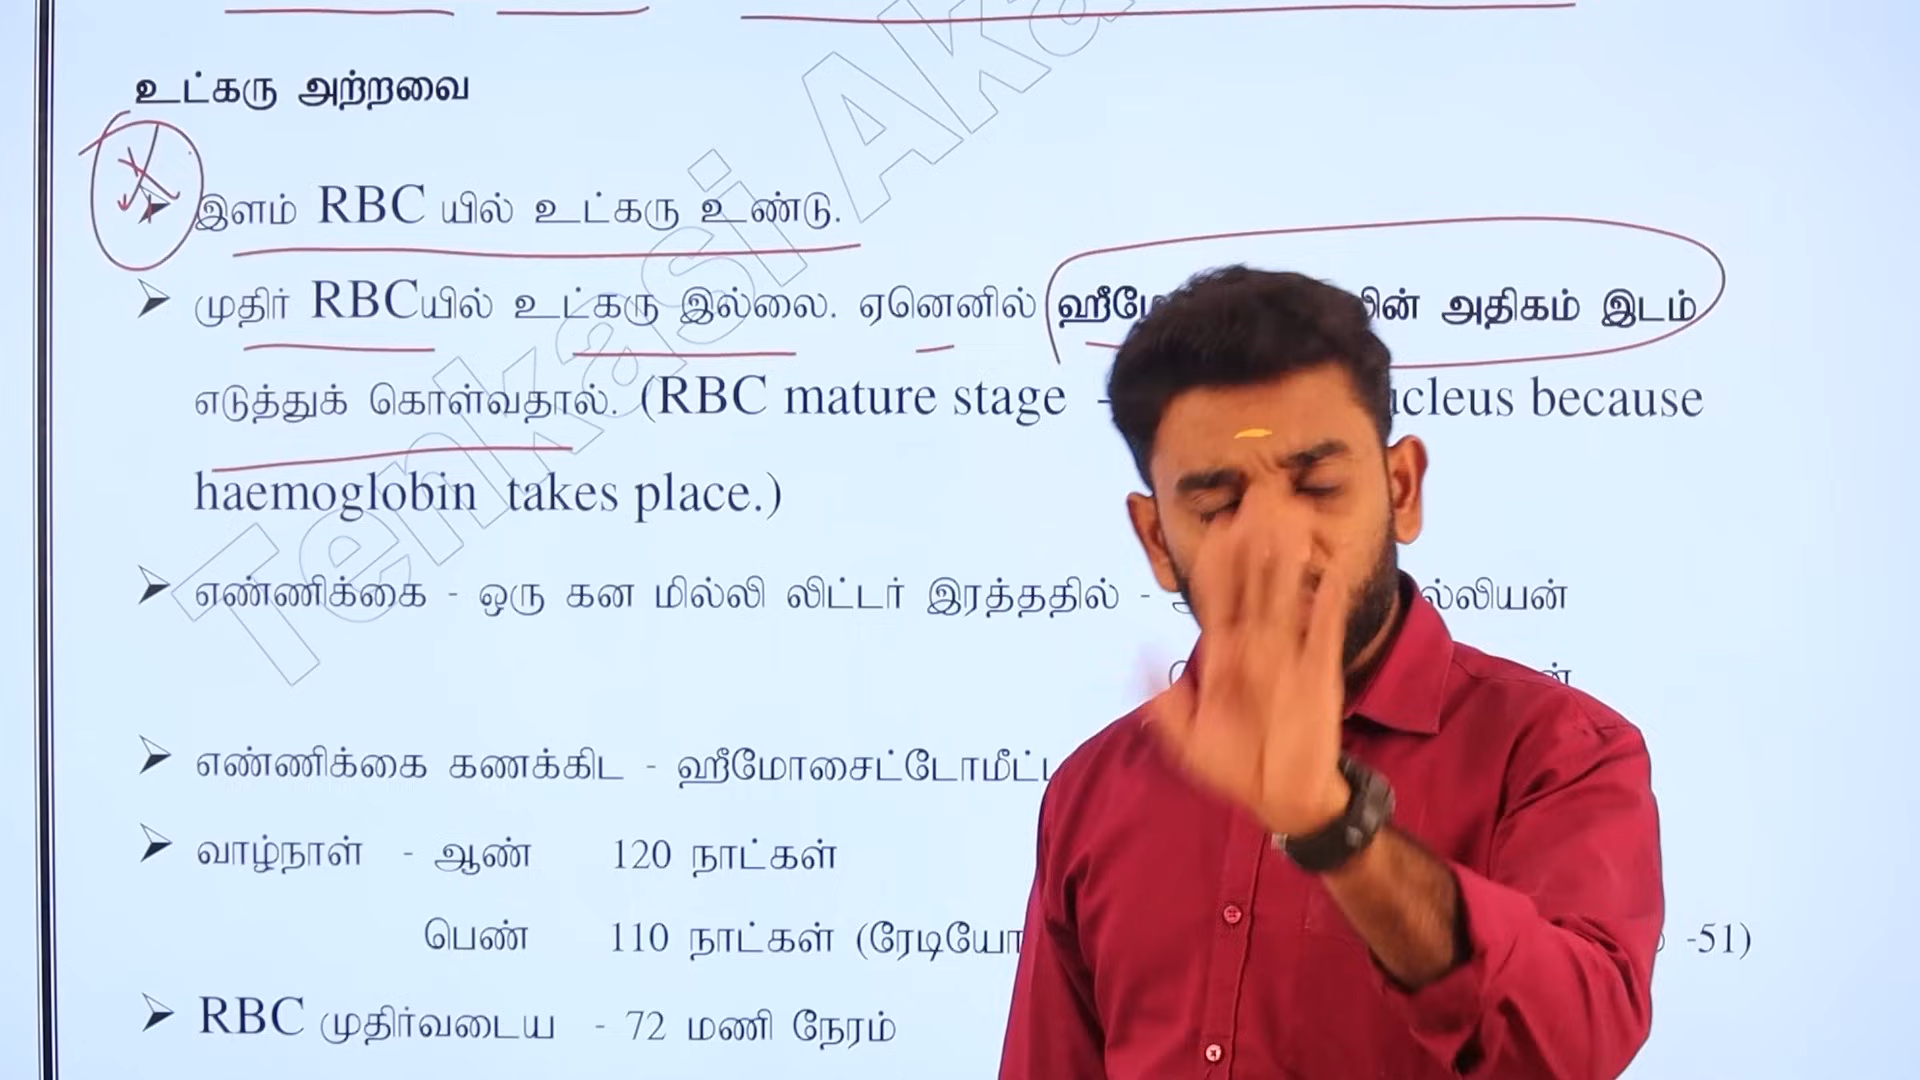 உட்கரு அற்றவை
இளம் RBC யில் உட்கரு உண்டு.
முதிர் RBCயில் உட்கரு இல்லை. ஏனெனில் அதிகம் இடம்
எடுத்துக் கொள்வதால். (RBC mature stage because
haemoglobin takes place.)
எண்ணிக்கை - ஒரு கன மில்லி லிட்டர் இரத்ததில் -
எண்ணிக்கை கணக்கிட -
வாழ்நாள் - ஆண் 120 நாட்கள்
பெண் 110 நாட்கள் -51)
RBC முதிர்வடைய - 72 மணி நேரம்
Tenkasi